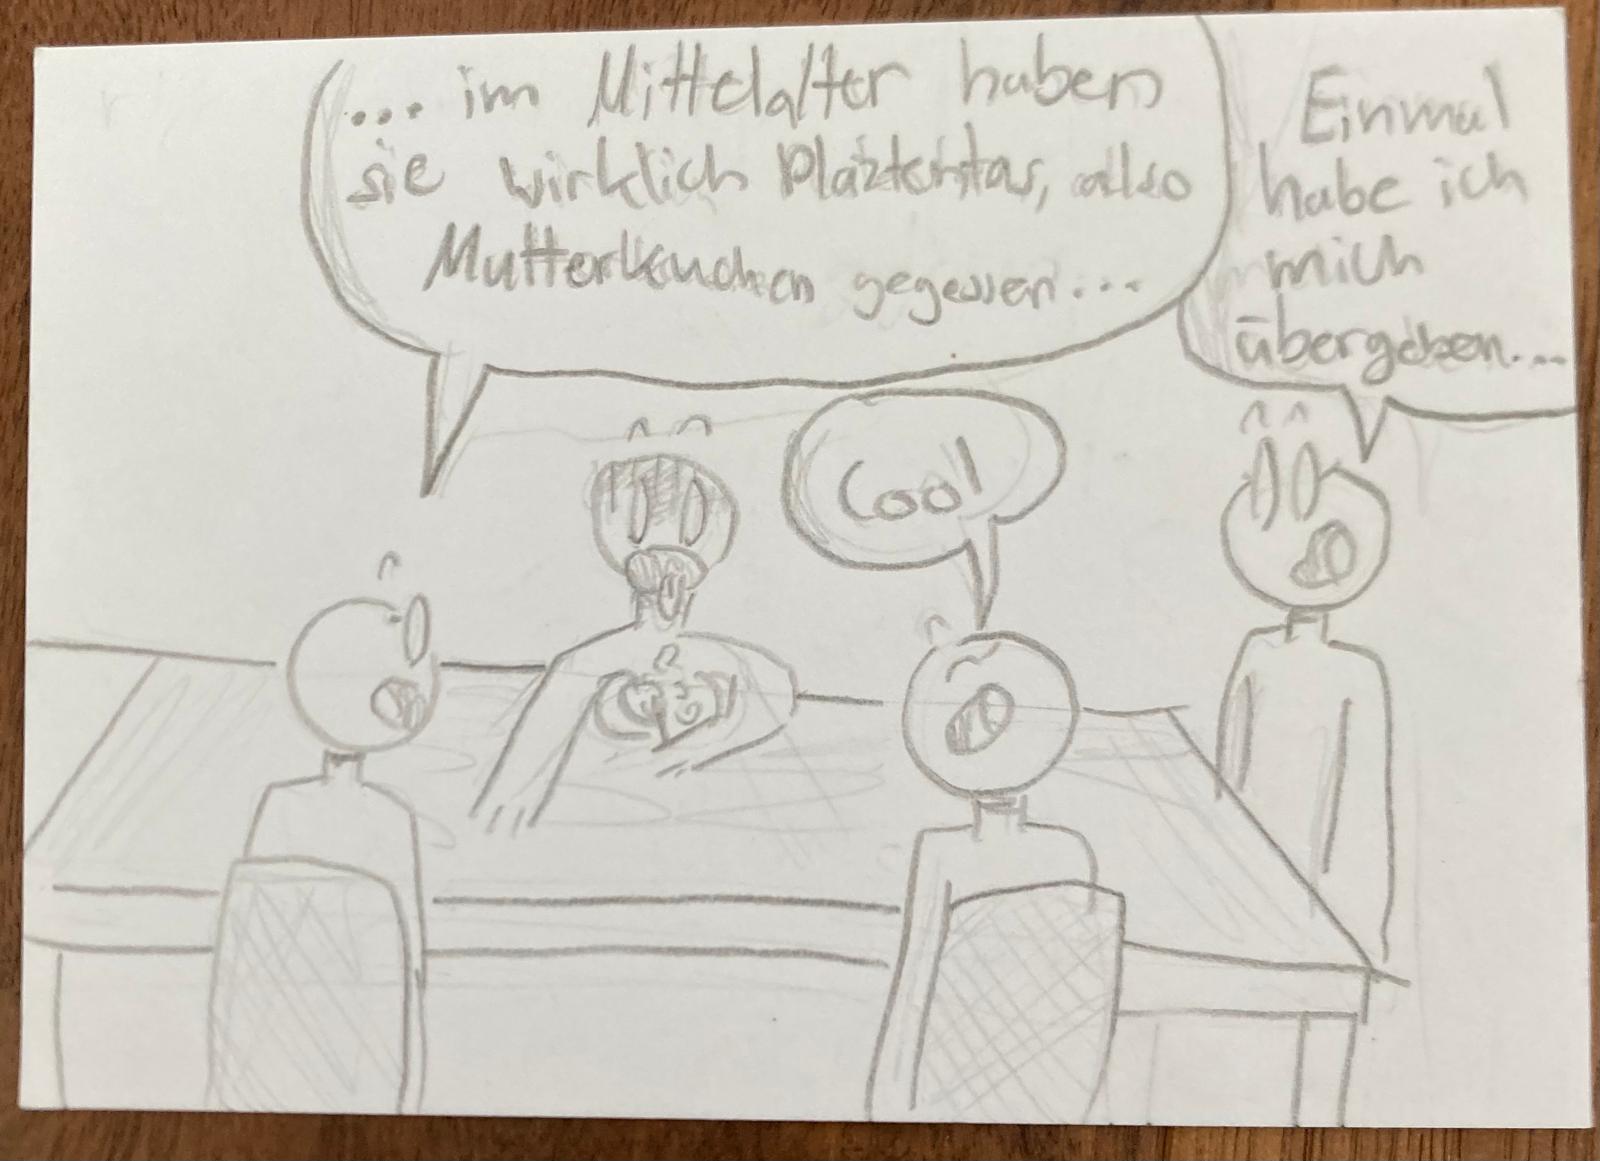 ... im Mittelalter haben
sie wirklich Plazentas, also
Mutterkuchen gegessen...
Cool
Einmal
habe ich
mich
übergeben...